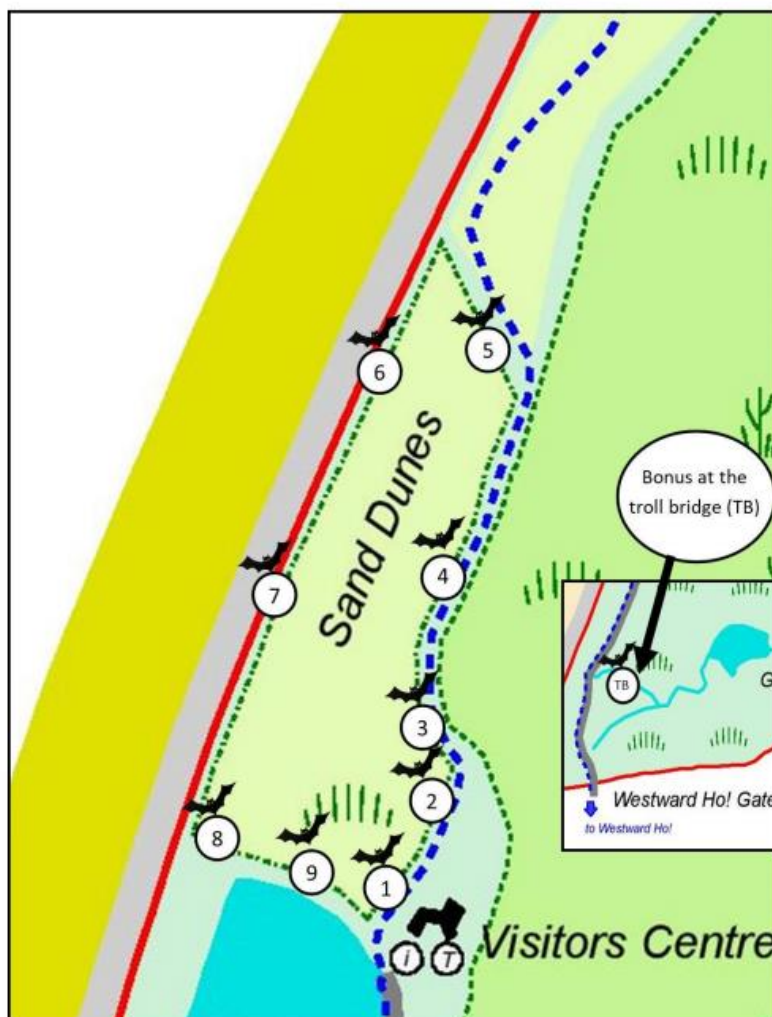 5
6
Sand Dunes
Bonus at the
troll bridge (TB)
4
7
TB
G
3
2
Westward Ho! Gate
to Westward Ho!
8
9
1
i
T
Visitors Centre